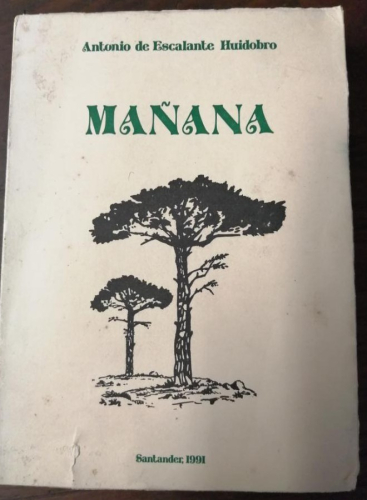 Antonio de Escalante Huidobro
MAÑANA
Santander, 1991